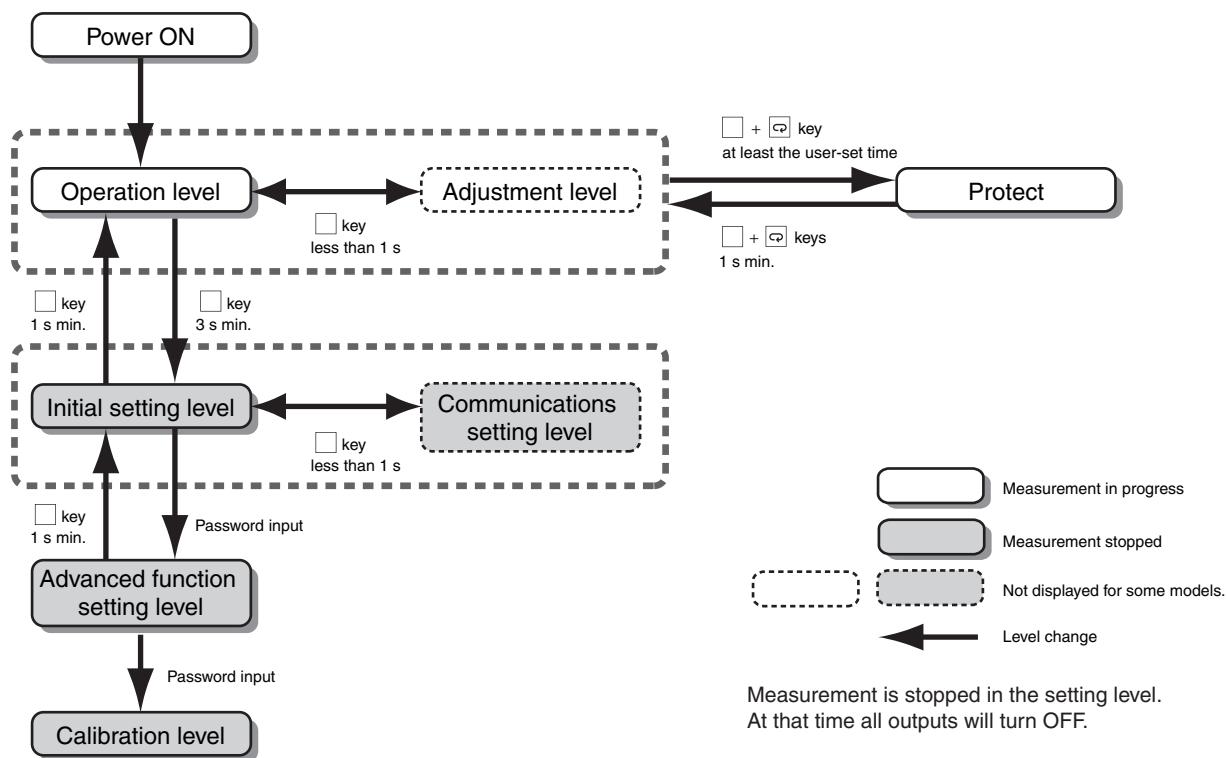 Power ON
+ key
at least the user-set time
Operation level
Adjustment level
Protect
key
less than 1 s
+ keys
1 s min.
key
1 s min.
key
3 s min.
Initial setting level
Communications
setting level
key
less than 1 s
key
1 s min.
Password input
Measurement in progress
Measurement stopped
Advanced function
setting level
Not displayed for some models.
Level change
Password input
Measurement is stopped in the setting level.
At that time all outputs will turn OFF.
Calibration level